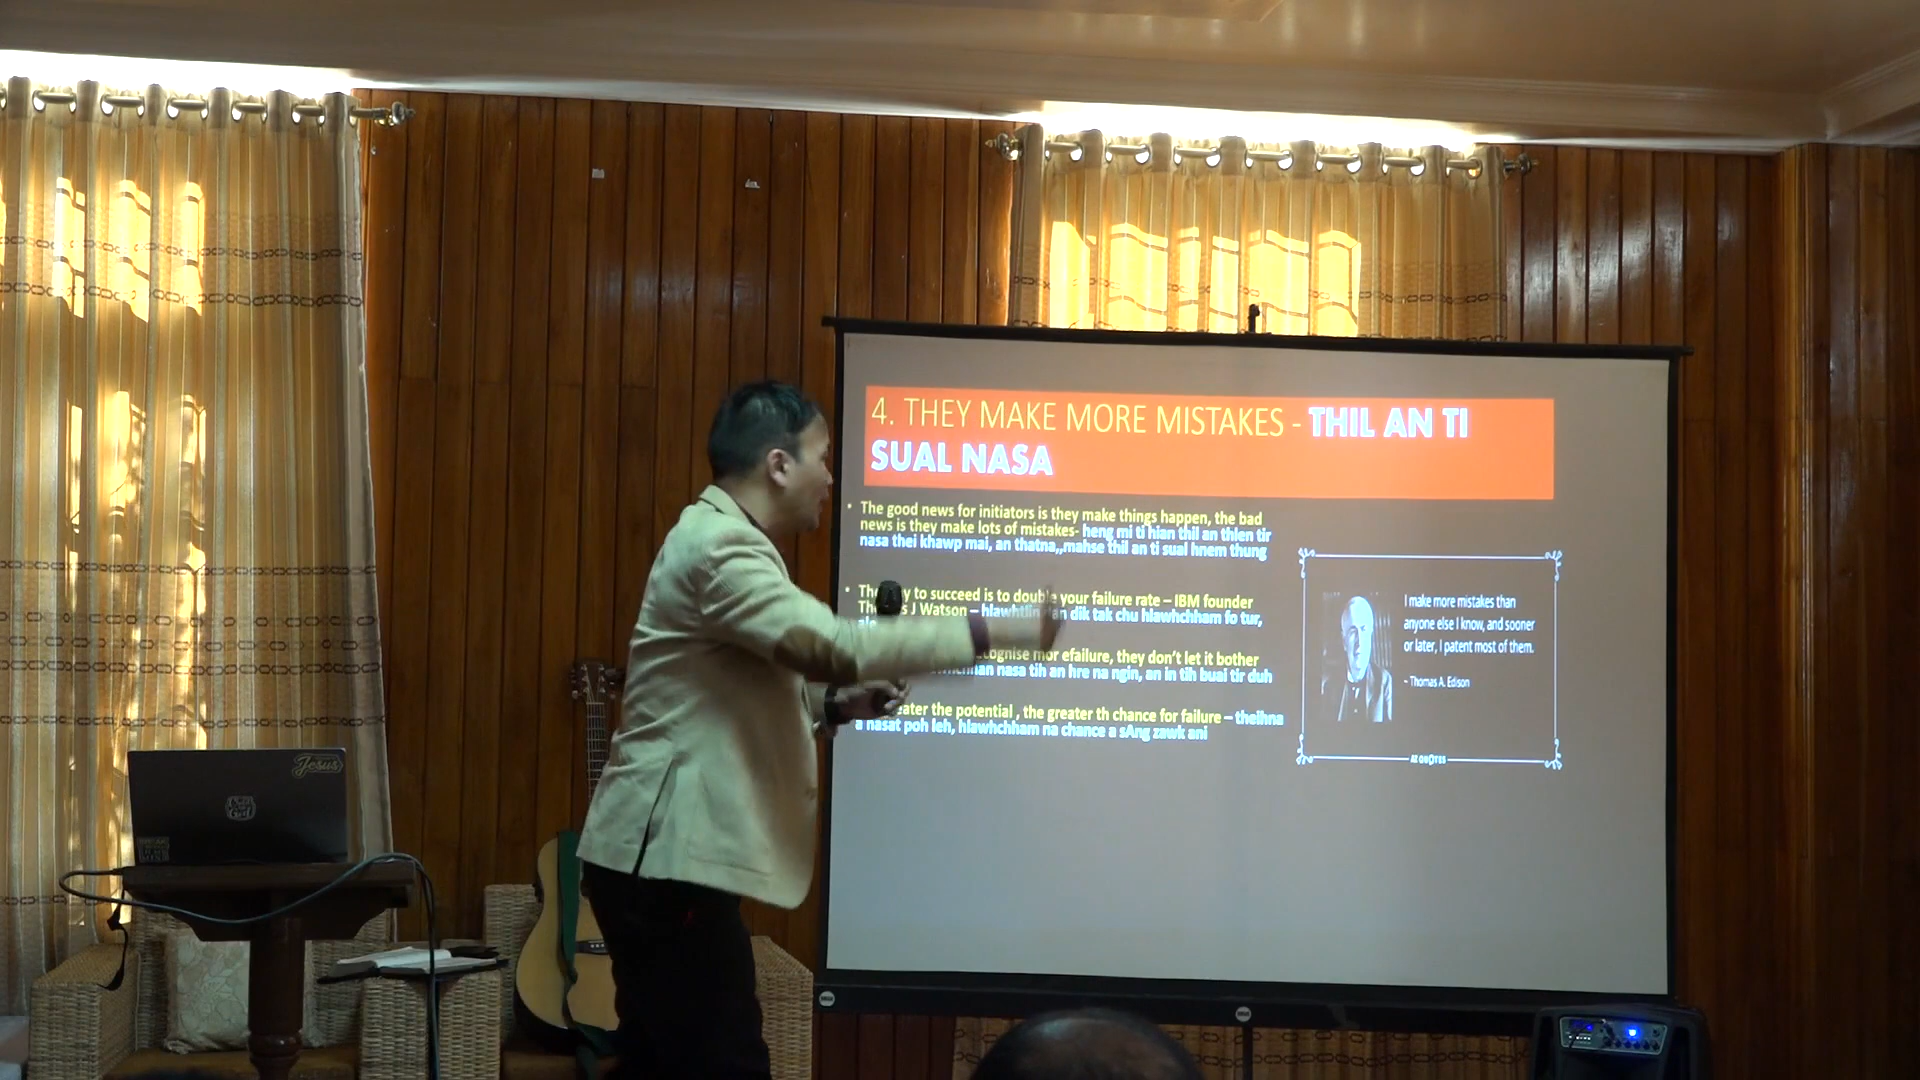 4. THEY MAKE MORE MISTAKES - THIL AN TI
SUAL NASA
• The good news for initiators is they make things happen, the bad
news is they make lots of mistakes- heng mi ti hian thil an thlen tir
nasa thei khawp mai, an thatna,,mahse thil an ti sual hnem thung
• to succeed is to double your failure rate – IBM founder
J Watson – dik tak chu hlawhchham fo tur,
efailure, they don't let it bother
nasa tih an hre na ngin, an in tih buai tir duh
the potential , the greater th chance for failure – theihna
a nasat poh leh, hlawhchham na chance a sAng zawk ani
I make more mistakes than
anyone else I know, and sooner
or later, I patent most of them.
~ Thomas A. Edison
AZ QUOTES
Jesus